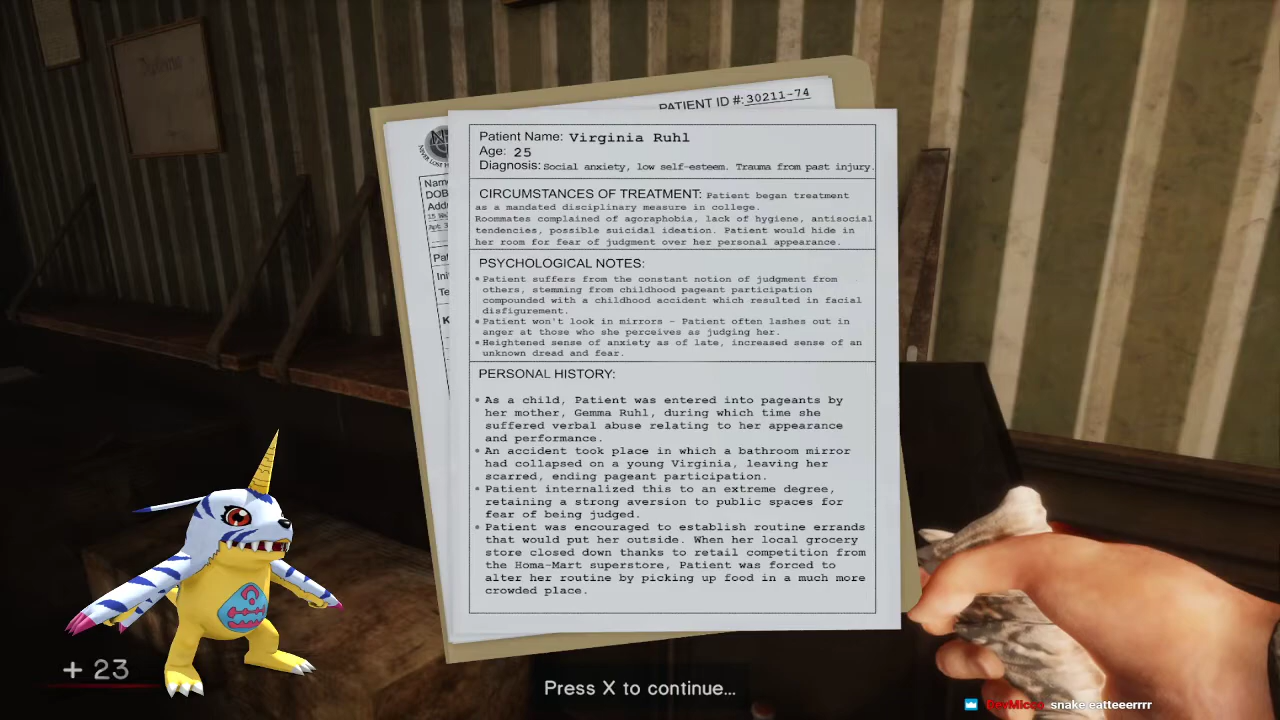 Diploma
PATIENT ID #:30211-74
Patient Name: Virginia Ruhl
Age: 25
Diagnosis: Social anxiety, low self-esteem. Trauma from past injury.
CIRCUMSTANCES OF TREATMENT: Patient began treatment
as a mandated disciplinary measure in college.
Roommates complained of agoraphobia, lack of hygiene, antisocial
tendencies, possible suicidal ideation. Patient would hide in
her room for fear of judgment over her personal appearance.
PSYCHOLOGICAL NOTES:
• Patient suffers from the constant notion of judgment from
others, stemming from childhood pageant participation
compounded with a childhood accident which resulted in facial
disfigurement.
• Patient won't look in mirrors - Patient often lashes out in
anger at those who she perceives as judging her.
• Heightened sense of anxiety as of late, increased sense of an
unknown dread and fear.
PERSONAL HISTORY:
• As a child, Patient was entered into pageants by
her mother, Gemma Ruhl, during which time she
suffered verbal abuse relating to her appearance
and performance.
• An accident took place in which a bathroom mirror
had collapsed on a young Virginia, leaving her
scarred, ending pageant participation.
• Patient internalized this to an extreme degree,
retaining a strong aversion to public spaces for
fear of being judged.
• Patient was encouraged to establish routine errands
that would put her outside. When her local grocery
store closed down thanks to retail competition from
the Homa-Mart superstore, Patient was forced to
alter her routine by picking up food in a much more
crowded place.
Nam
DOB
Addr
Pat
Ini
Te
K
+ 23
Press X to continue...
snake eatteeerrrr